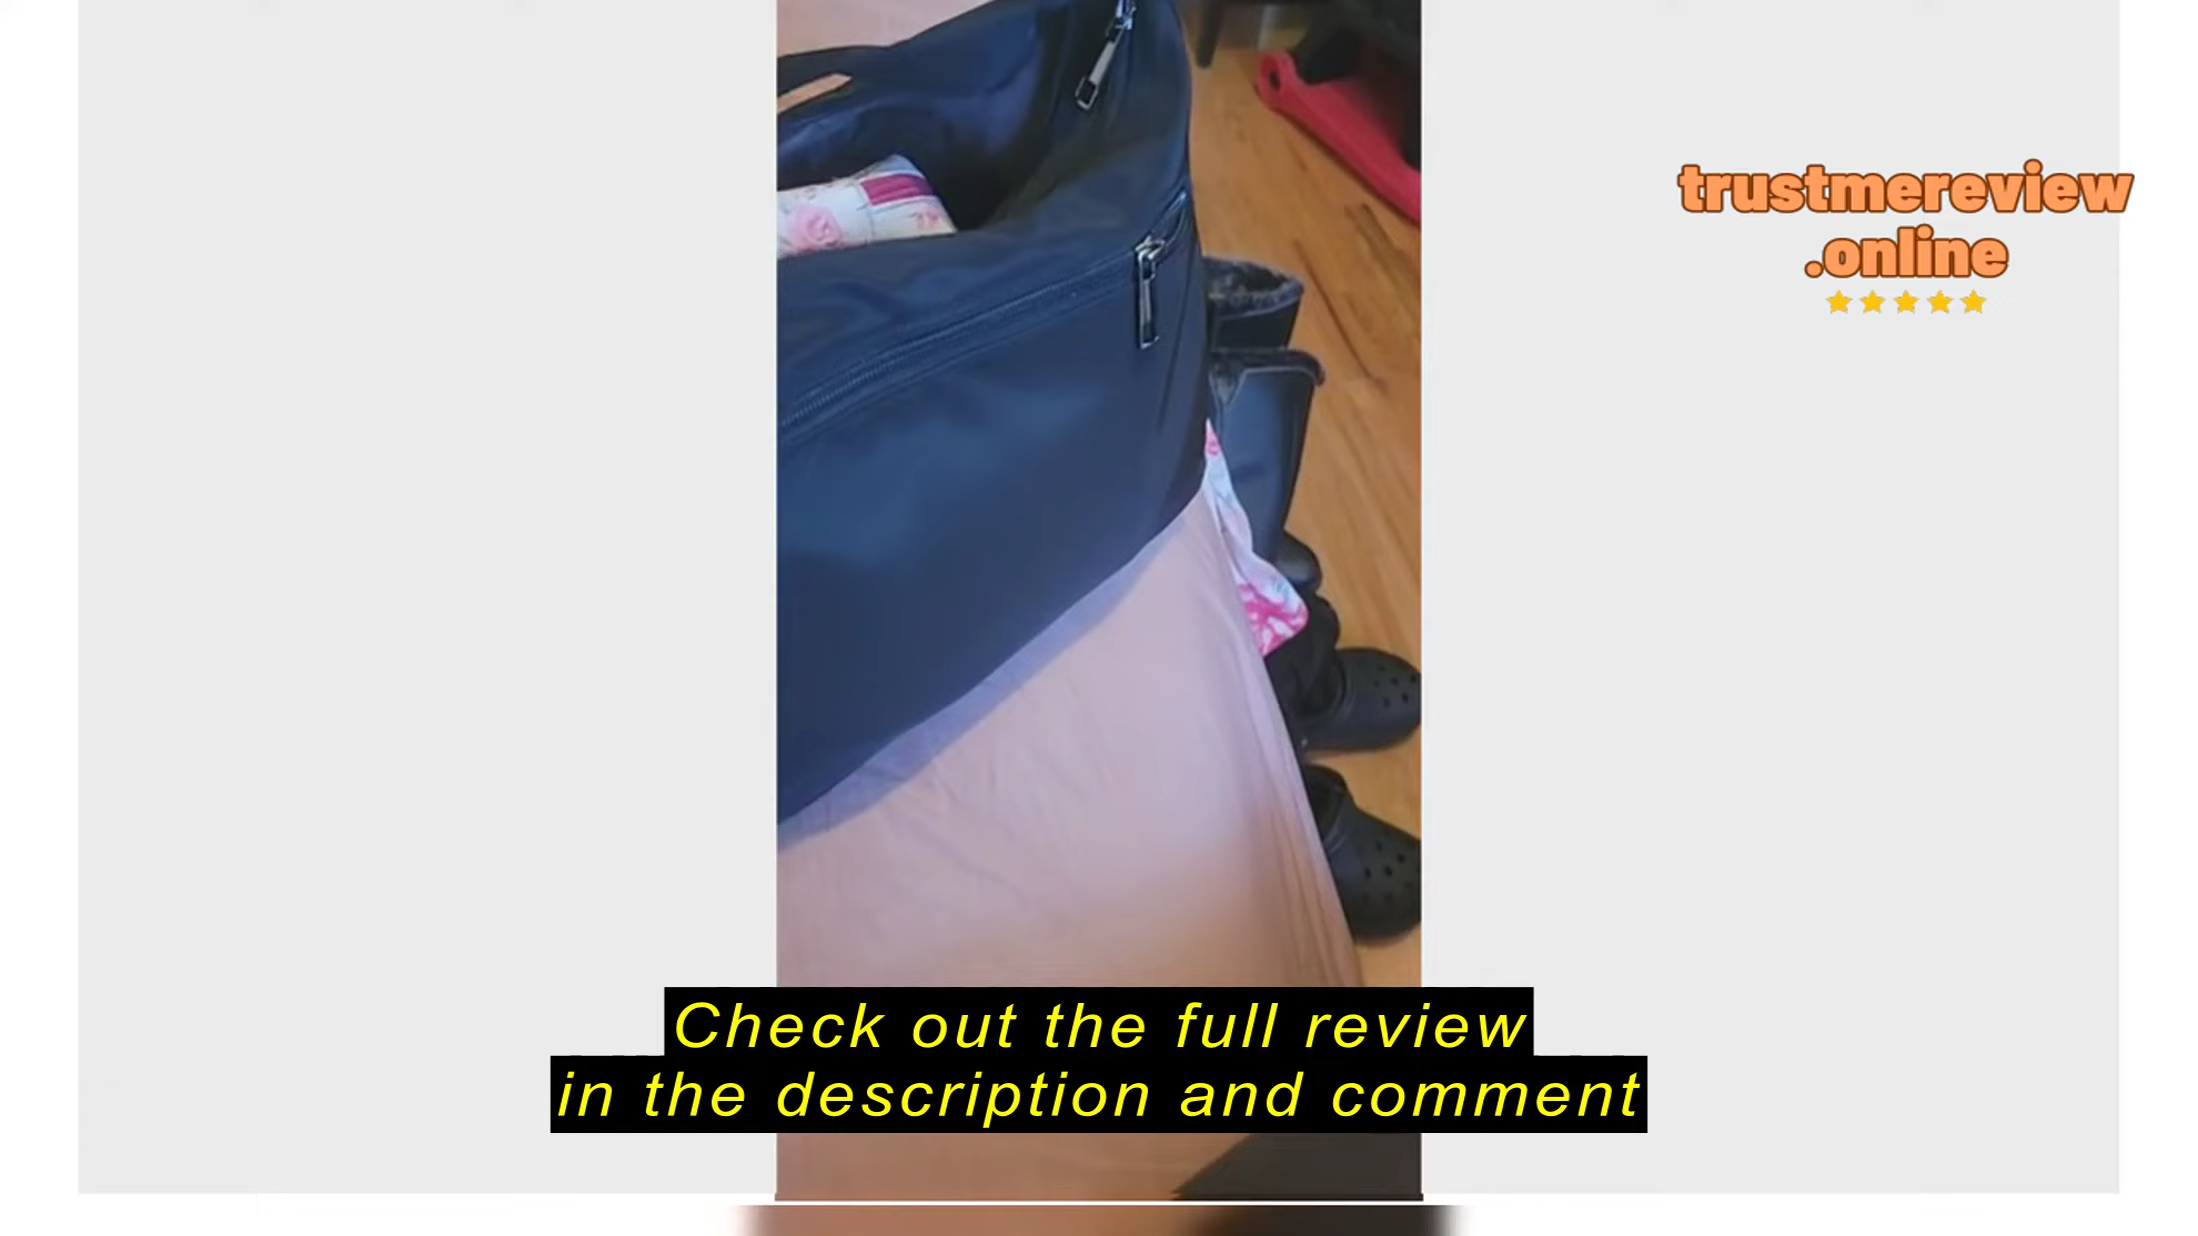 trustmereview
.online
Check out the full review
in the description and comment